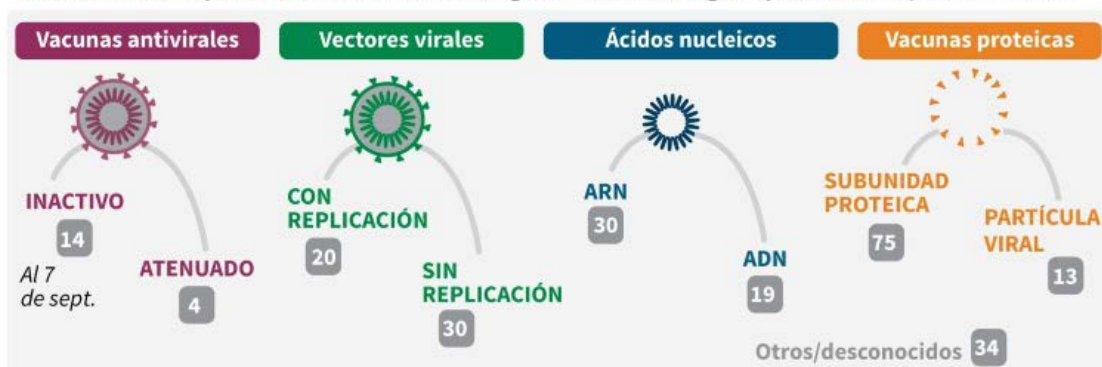 Vacunas antivirales
INACTIVO
14
Al 7
de sept.
ATENUADO
4
Vectores virales
CON
REPLICACIÓN
20
SIN
REPLICACIÓN
30
Ácidos nucleicos
ARN
30
ADN
19
Vacunas proteicas
SUBUNIDAD
PROTEICA
75
PARTÍCULA
VIRAL
13
Otros/desconocidos 34